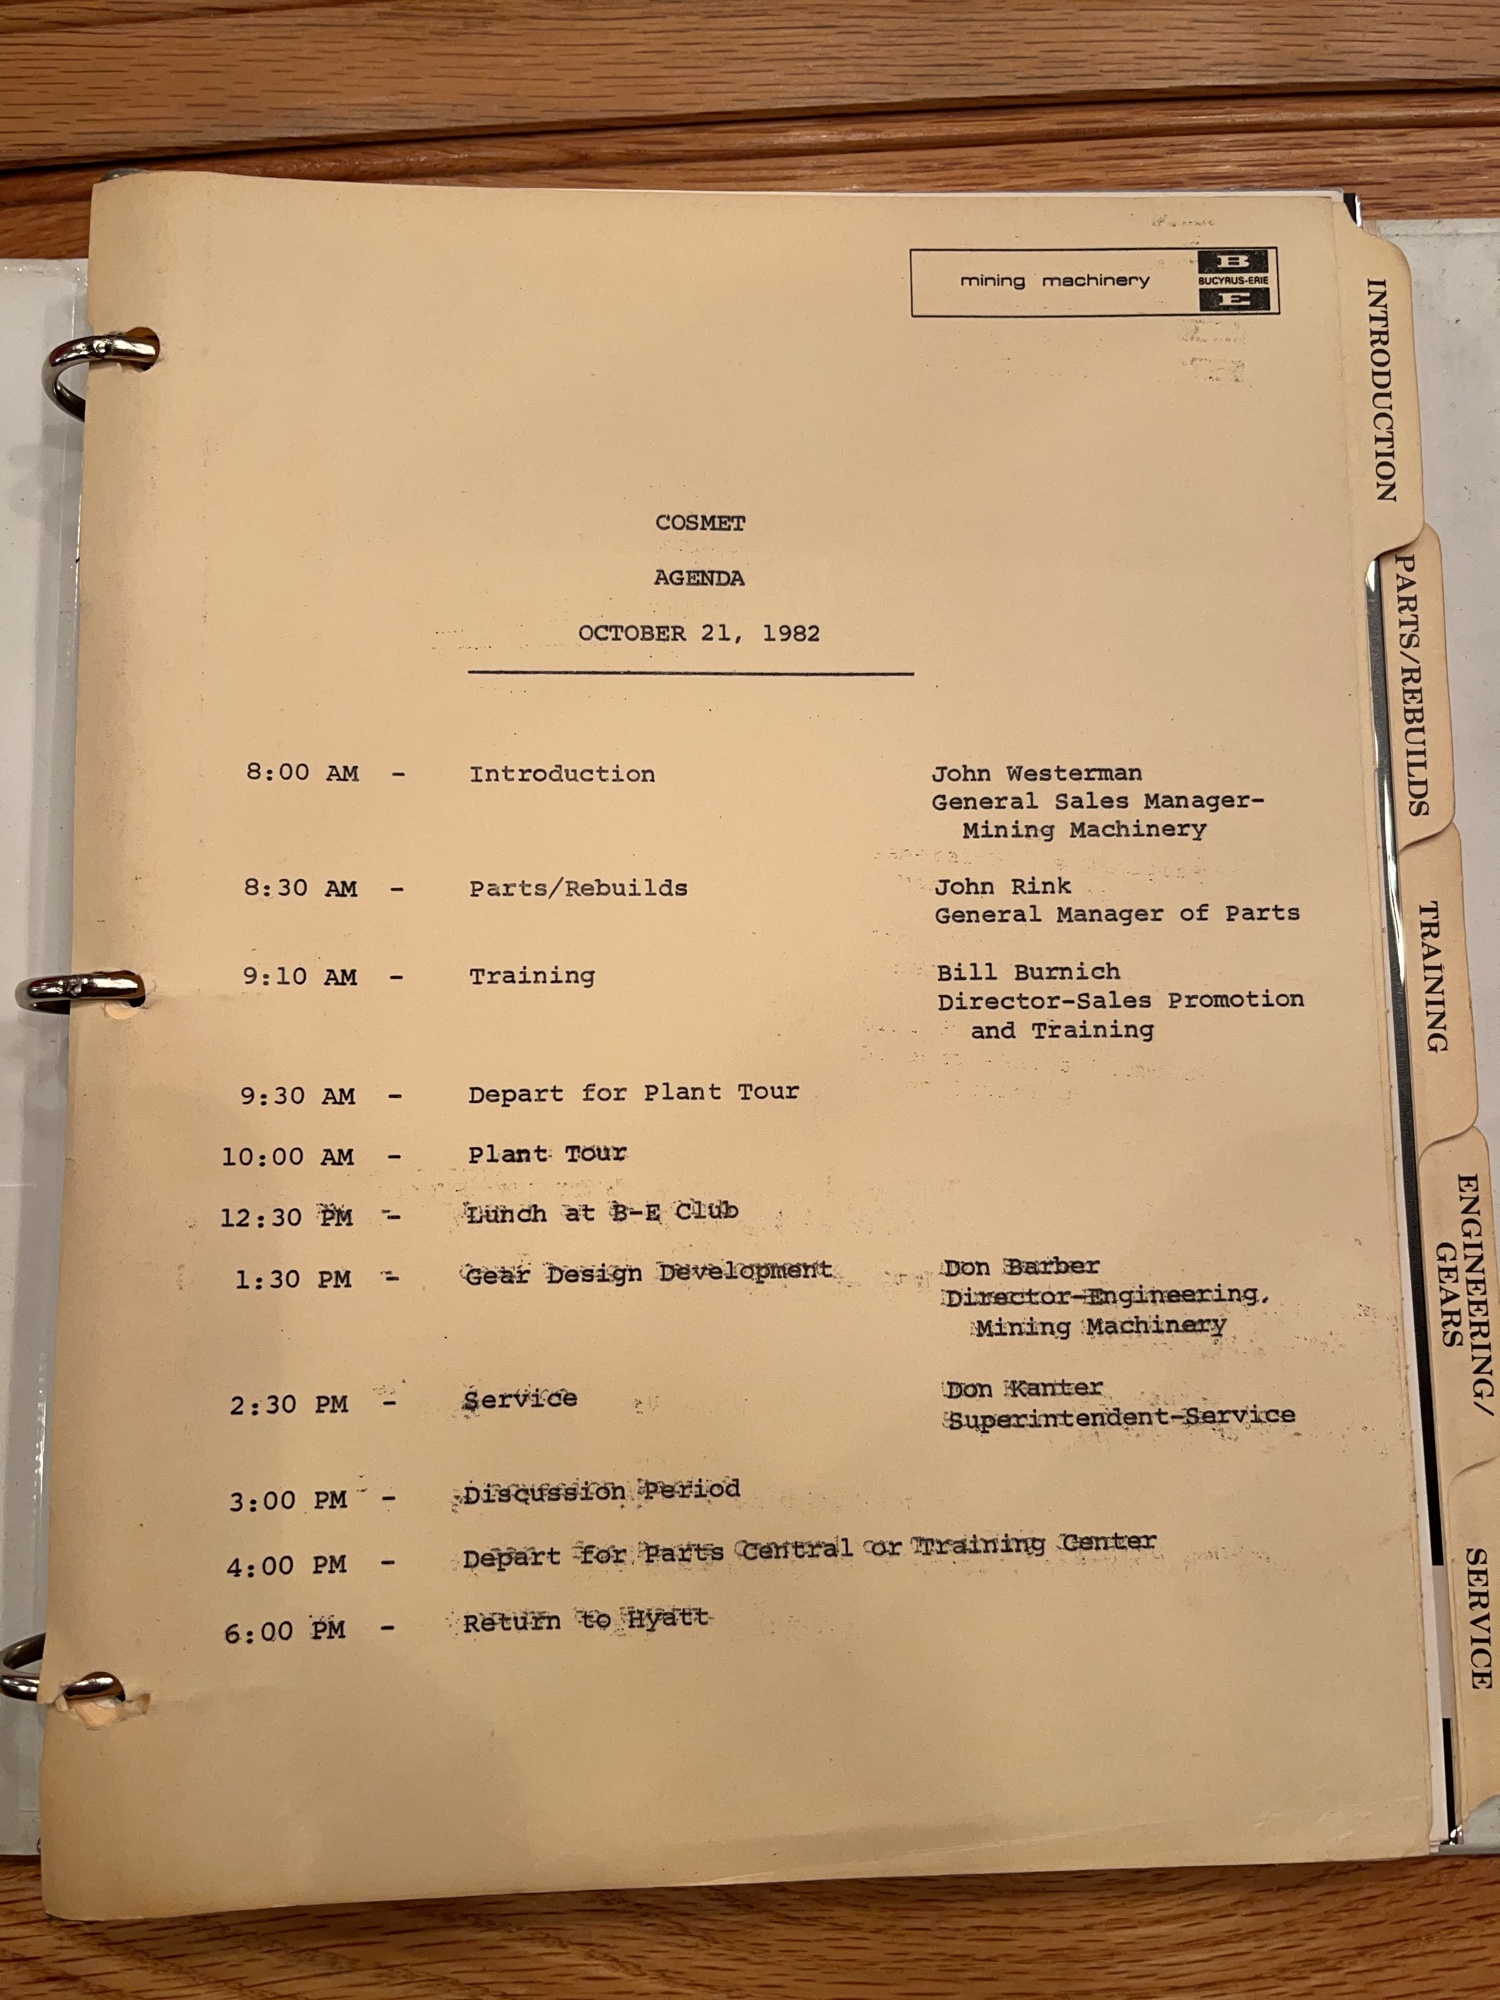 mining machinery
B
BUCYRUS-ERIE
E
COSMET
AGENDA
OCTOBER 21, 1982
8:00 AM - Introduction John Westerman
General Sales Manager-
Mining Machinery
8:30 AM - Parts/Rebuilds John Rink
General Manager of Parts
9:10 AM - Training Bill Burnich
Director-Sales Promotion
and Training
9:30 AM - Depart for Plant Tour
10:00 AM - Plant Tour
12:30 PM - Lunch at B-E Club
1:30 PM - Gear Design Development Don Barber
Director-Engineering,
Mining Machinery
2:30 PM - Service Don Kanter
Superintendent-Service
3:00 PM - Discussion Period
4:00 PM - Depart for Parts Central or Training Center
6:00 PM - Return to Hyatt
INTRODUCTION
PARTS/REBUILDS
TRAINING
ENGINEERING/
GEARS
SERVICE